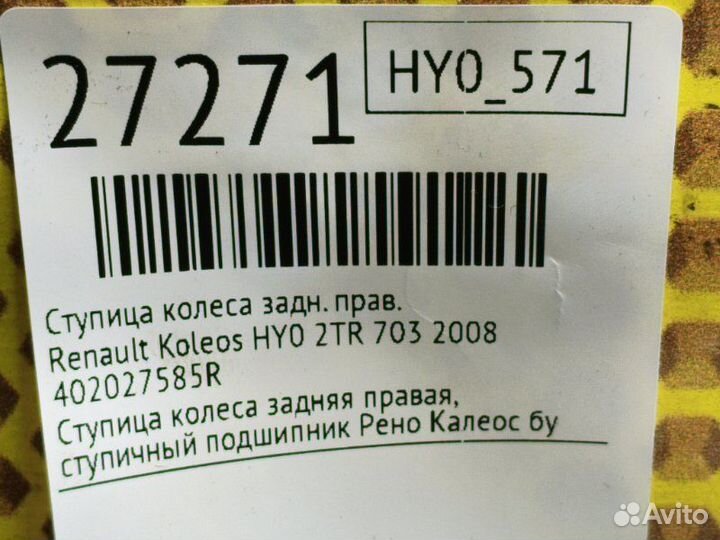 27271
HY0_571
Ступица колеса задн. прав.
Renault Koleos HY0 2TR 703 2008
402027585R
Ступица колеса задняя правая,
ступичный подшипник Рено Калеос бу
Avito